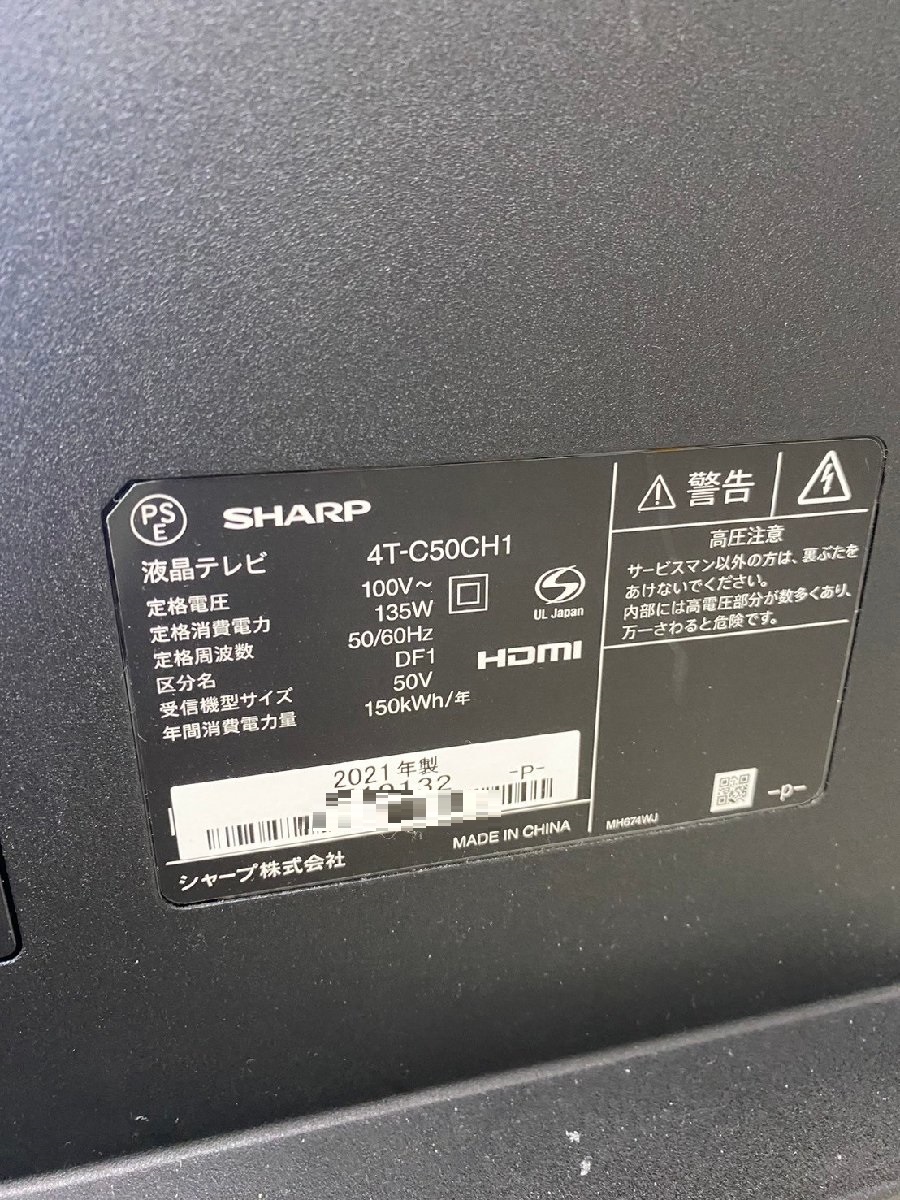 PSE
SHARP
液晶テレビ 4T-C50CH1
定格電圧 100V～
定格消費電力 135W
定格周波数 50/60Hz
区分名 DF1
受信機型サイズ 50V
年間消費電力量 150kWh/年
UL Japan
HDMI
2021年製
-P-
シャープ株式会社
MADE IN CHINA
警告
高圧注意
サービスマン以外の方は、裏ぶたを
あけないでください。
内部には高電圧部分が数多くあり、
万一さわると危険です。
MH674WJ
-P-